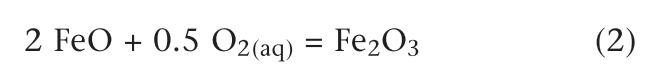 2 FeO + 0.5 O₂₍aq₎ = Fe₂O₃ (2)